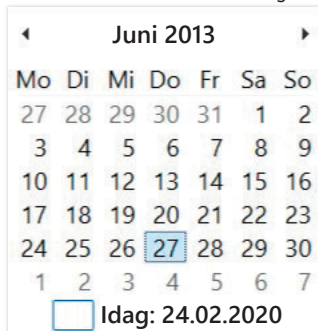 Juni 2013
Mo Di Mi Do Fr Sa So
27 28 29 30 31 1 2
3 4 5 6 7 8 9
10 11 12 13 14 15 16
17 18 19 20 21 22 23
24 25 26 27 28 29 30
1 2 3 4 5 6 7
Idag: 24.02.2020